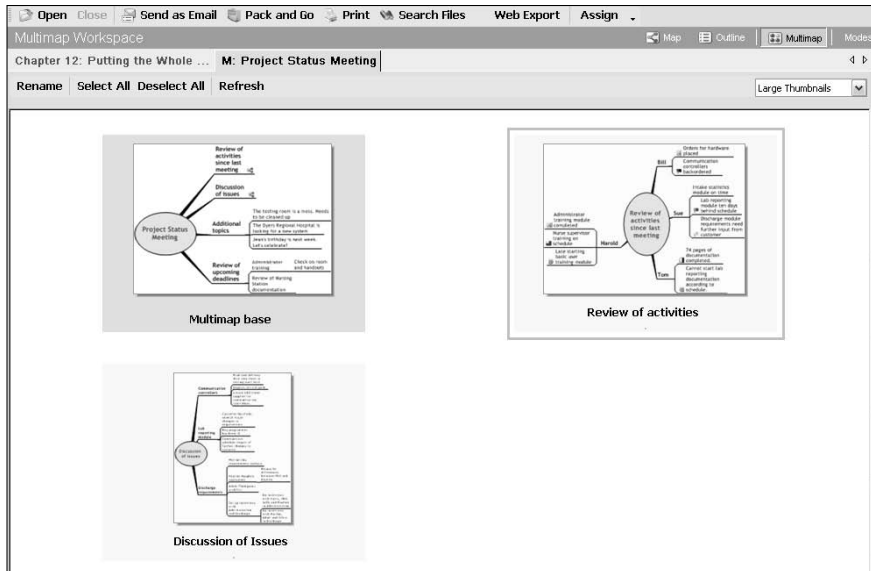 Open Close Send as Email Pack and Go Print Search Files Web Export Assign
Multimap Workspace Map Outline Multimap Modes
Chapter 12: Putting the Whole ... M: Project Status Meeting
Rename Select All Deselect All Refresh Large Thumbnails
Project Status
Meeting
Review of
activities
since last
meeting
Discussion
of Issues
Additional
topics
The testing room is a mess. Needs
to be cleaned up
The Dyers Regional Hospital is
looking for a new system
Jean's birthday is next week.
Let's celebrate!
Review of
upcoming
deadlines
Administrator
training
Check on room
and handsets
Review of Nursing
Station
documentation
Multimap base
Review of
activities
since last
meeting
Bill
Orders for hardware
placed
Communication
controllers
backordered
Sue
Intake statistics
module on time
Lab reporting
module ten days
behind schedule
Discharge module
requirements need
further input from
customer
Tom
74 pages of
documentation
completed.
Cannot start lab
reporting
documentation
according to
schedule.
Harold
Administrator
training module
completed
Nurse supervisor
training on
schedule
Late starting
basic user
training module
Review of activities
Discussion
of Issues
Communication
controllers
Lab
reporting
module
Discharge
requirements
Discussion of Issues